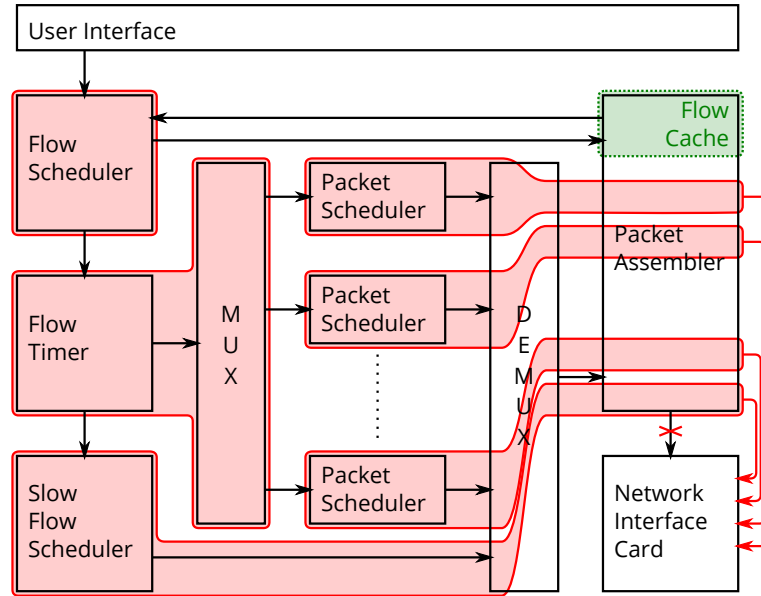 User Interface
Flow
Scheduler
Flow
Cache
Packet
Scheduler
Packet
Assembler
Flow
Timer
M
U
X
Packet
Scheduler
D
E
M
U
X
Slow
Flow
Scheduler
Packet
Scheduler
Network
Interface
Card